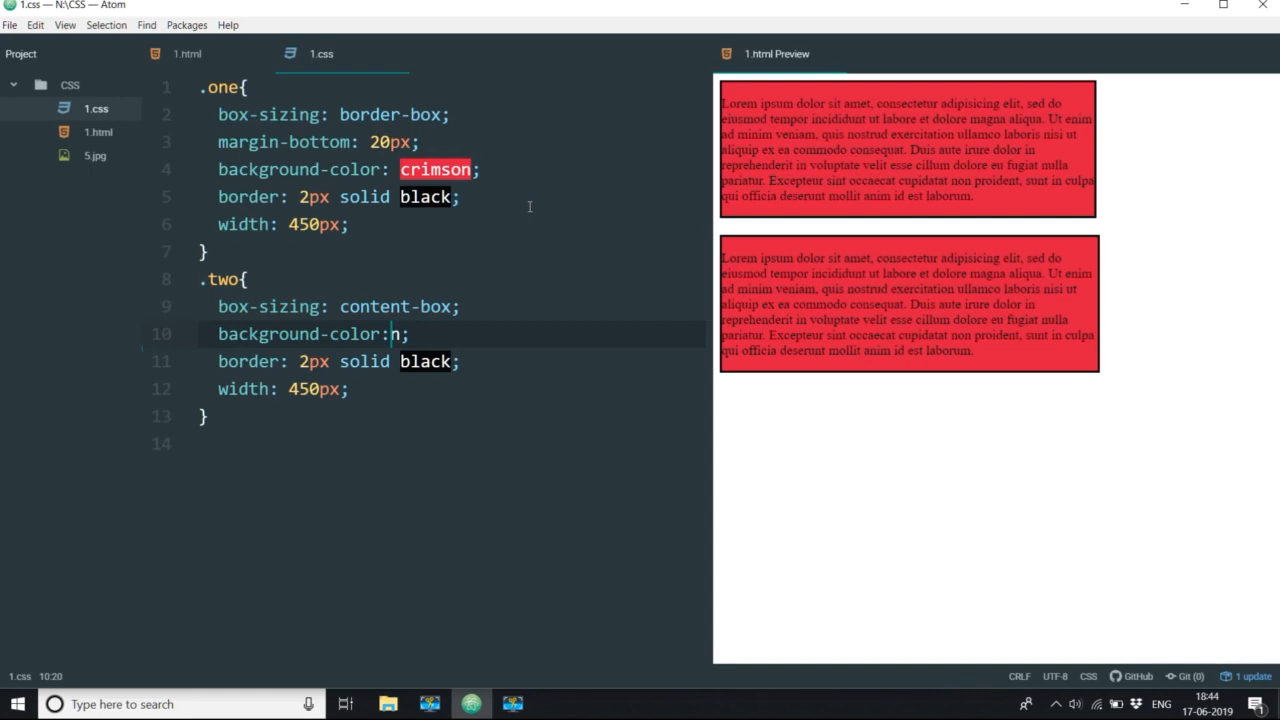 1.css — N:\CSS — Atom
File Edit View Selection Find Packages Help
Project
CSS
1.css
1.html
5.jpg
1.html 1.css
1 .one{
2 box-sizing: border-box;
3 margin-bottom: 20px;
4 background-color: crimson;
5 border: 2px solid black;
6 width: 450px;
7 }
8 .two{
9 box-sizing: content-box;
10 background-color:n;
11 border: 2px solid black;
12 width: 450px;
13 }
14
1.html Preview
Lorem ipsum dolor sit amet, consectetur adipisicing elit, sed do
eiusmod tempor incididunt ut labore et dolore magna aliqua. Ut enim
ad minim veniam, quis nostrud exercitation ullamco laboris nisi ut
aliquip ex ea commodo consequat. Duis aute irure dolor in
reprehenderit in voluptate velit esse cillum dolore eu fugiat nulla
pariatur. Excepteur sint occaecat cupidatat non proident, sunt in culpa
qui officia deserunt mollit anim id est laborum.
Lorem ipsum dolor sit amet, consectetur adipisicing elit, sed do
eiusmod tempor incididunt ut labore et dolore magna aliqua. Ut enim
ad minim veniam, quis nostrud exercitation ullamco laboris nisi ut
aliquip ex ea commodo consequat. Duis aute irure dolor in
reprehenderit in voluptate velit esse cillum dolore eu fugiat nulla
pariatur. Excepteur sint occaecat cupidatat non proident, sunt in culpa
qui officia deserunt mollit anim id est laborum.
1.css 10:20
CRLF UTF-8 CSS GitHub Git (0) 1 update
Type here to search
ENG
18:44
17-06-2019
1